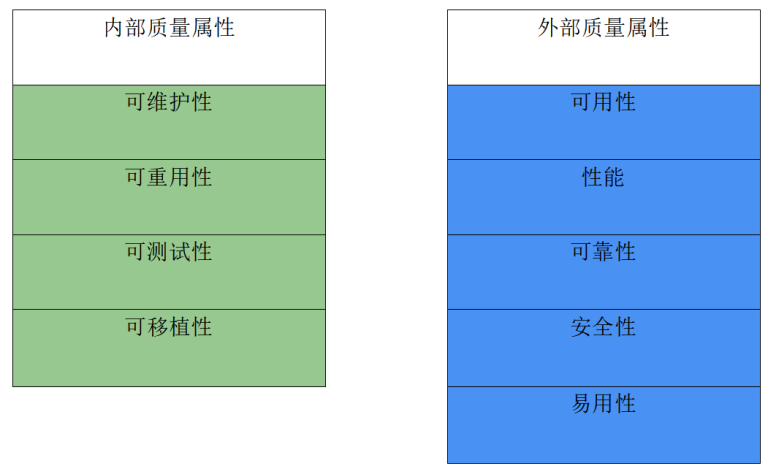 内部质量属性
可维护性
可重用性
可测试性
可移植性
外部质量属性
可用性
性能
可靠性
安全性
易用性